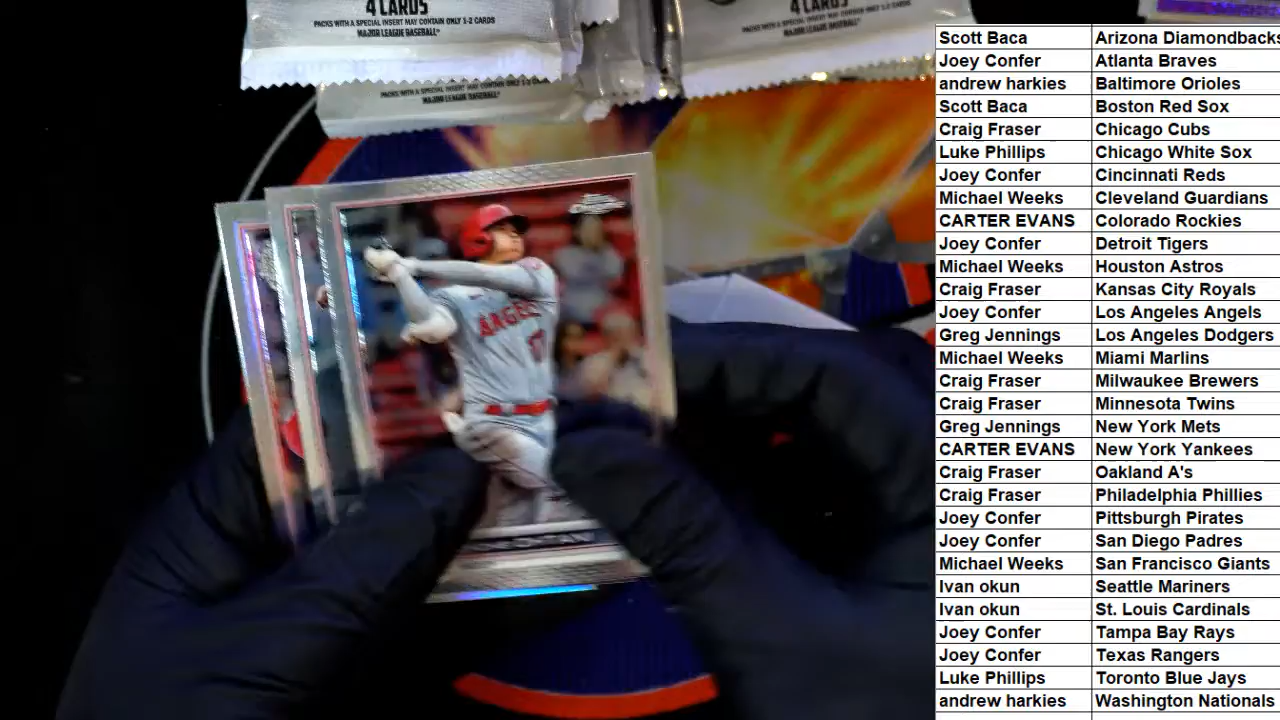 4 CARDS
PACKS WITH A SPECIAL INSERT MAY CONTAIN ONLY 1-2 CARDS
MAJOR LEAGUE BASEBALL
4 CARDS
MAJOR LEAGUE BASEBALL
MAJOR LEAGUE BASEBALL
ANGELS
17
Scott Baca Arizona Diamondbacks
Joey Confer Atlanta Braves
andrew harkies Baltimore Orioles
Scott Baca Boston Red Sox
Craig Fraser Chicago Cubs
Luke Phillips Chicago White Sox
Joey Confer Cincinnati Reds
Michael Weeks Cleveland Guardians
CARTER EVANS Colorado Rockies
Joey Confer Detroit Tigers
Michael Weeks Houston Astros
Craig Fraser Kansas City Royals
Joey Confer Los Angeles Angels
Greg Jennings Los Angeles Dodgers
Michael Weeks Miami Marlins
Craig Fraser Milwaukee Brewers
Craig Fraser Minnesota Twins
Greg Jennings New York Mets
CARTER EVANS New York Yankees
Craig Fraser Oakland A's
Craig Fraser Philadelphia Phillies
Joey Confer Pittsburgh Pirates
Joey Confer San Diego Padres
Michael Weeks San Francisco Giants
Ivan okun Seattle Mariners
Ivan okun St. Louis Cardinals
Joey Confer Tampa Bay Rays
Joey Confer Texas Rangers
Luke Phillips Toronto Blue Jays
andrew harkies Washington Nationals